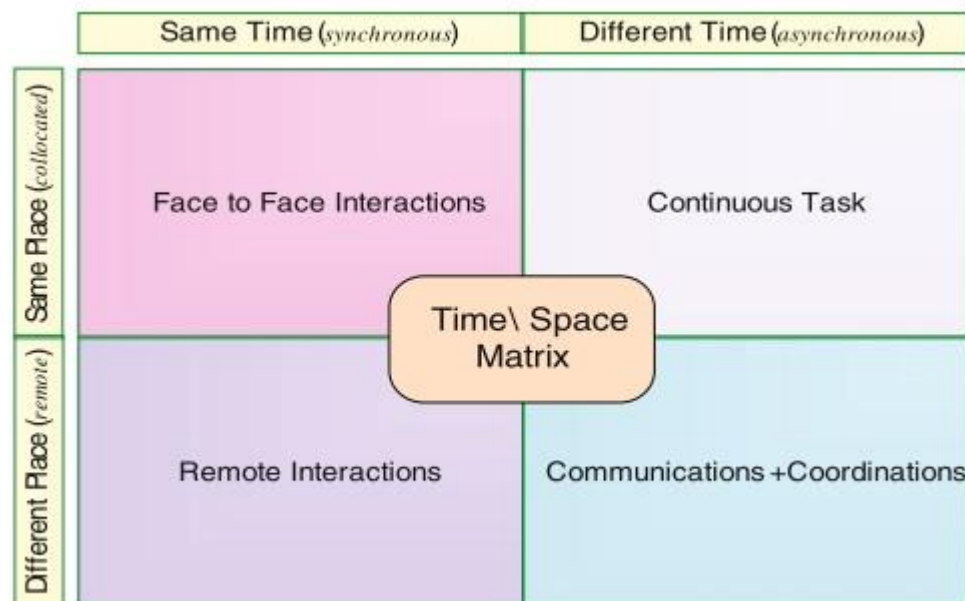 Same Time (synchronous)
Different Time (asynchronous)
Same Place (collocated)
Face to Face Interactions
Continuous Task
Time\ Space
Matrix
Different Place (remote)
Remote Interactions
Communications +Coordinations